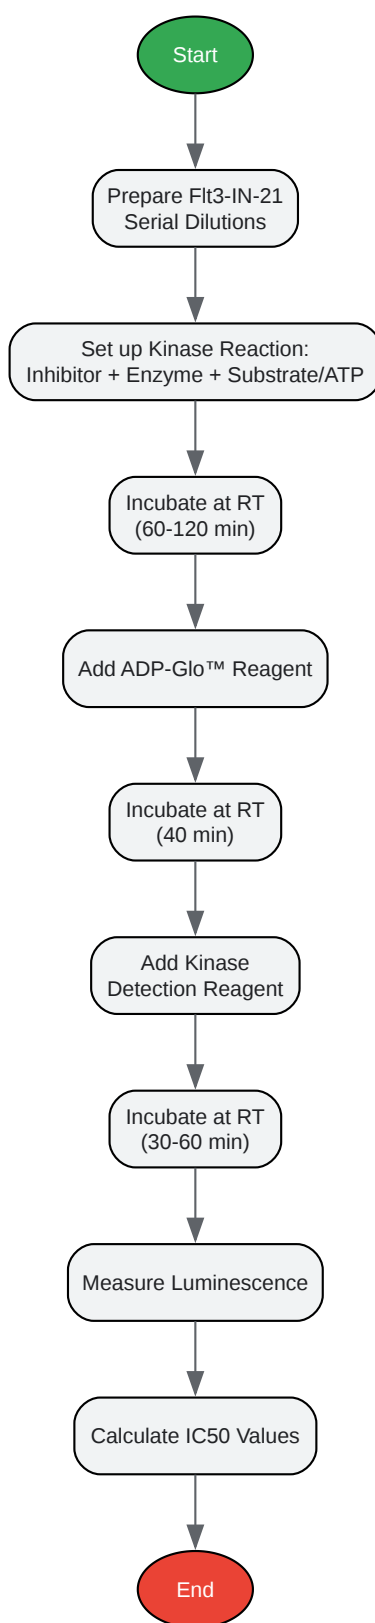 Start
Prepare Flt3-IN-21
Serial Dilutions
Set up Kinase Reaction:
Inhibitor + Enzyme + Substrate/ATP
Incubate at RT
(60-120 min)
Add ADP-Glo™ Reagent
Incubate at RT
(40 min)
Add Kinase
Detection Reagent
Incubate at RT
(30-60 min)
Measure Luminescence
Calculate IC50 Values
End